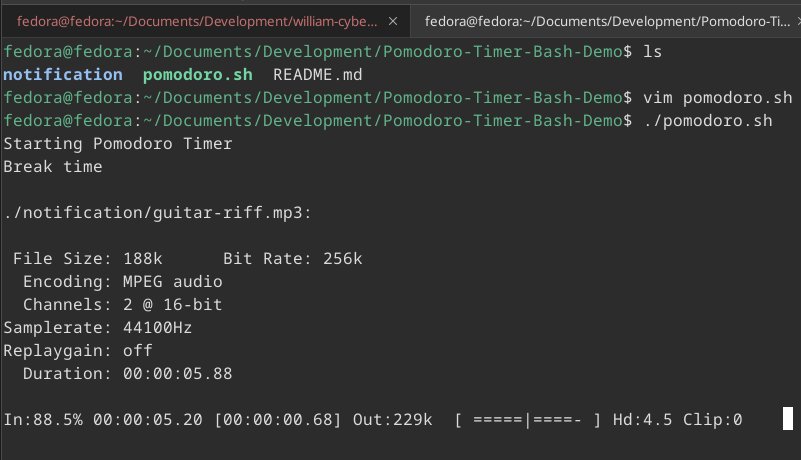 fedora@fedora:~/Documents/Development/william-cybe... × fedora@fedora:~/Documents/Development/Pomodoro-Ti... ×
fedora@fedora:~/Documents/Development/Pomodoro-Timer-Bash-Demo$ ls
notification  pomodoro.sh  README.md
fedora@fedora:~/Documents/Development/Pomodoro-Timer-Bash-Demo$ vim pomodoro.sh
fedora@fedora:~/Documents/Development/Pomodoro-Timer-Bash-Demo$ ./pomodoro.sh
Starting Pomodoro Timer
Break time
./notification/guitar-riff.mp3:
 File Size: 188k      Bit Rate: 256k
  Encoding: MPEG audio
  Channels: 2 @ 16-bit
Samplerate: 44100Hz
Replaygain: off
  Duration: 00:00:05.88
In:88.5% 00:00:05.20 [00:00:00.68] Out:229k  [ =====|====- ] Hd:4.5 Clip:0